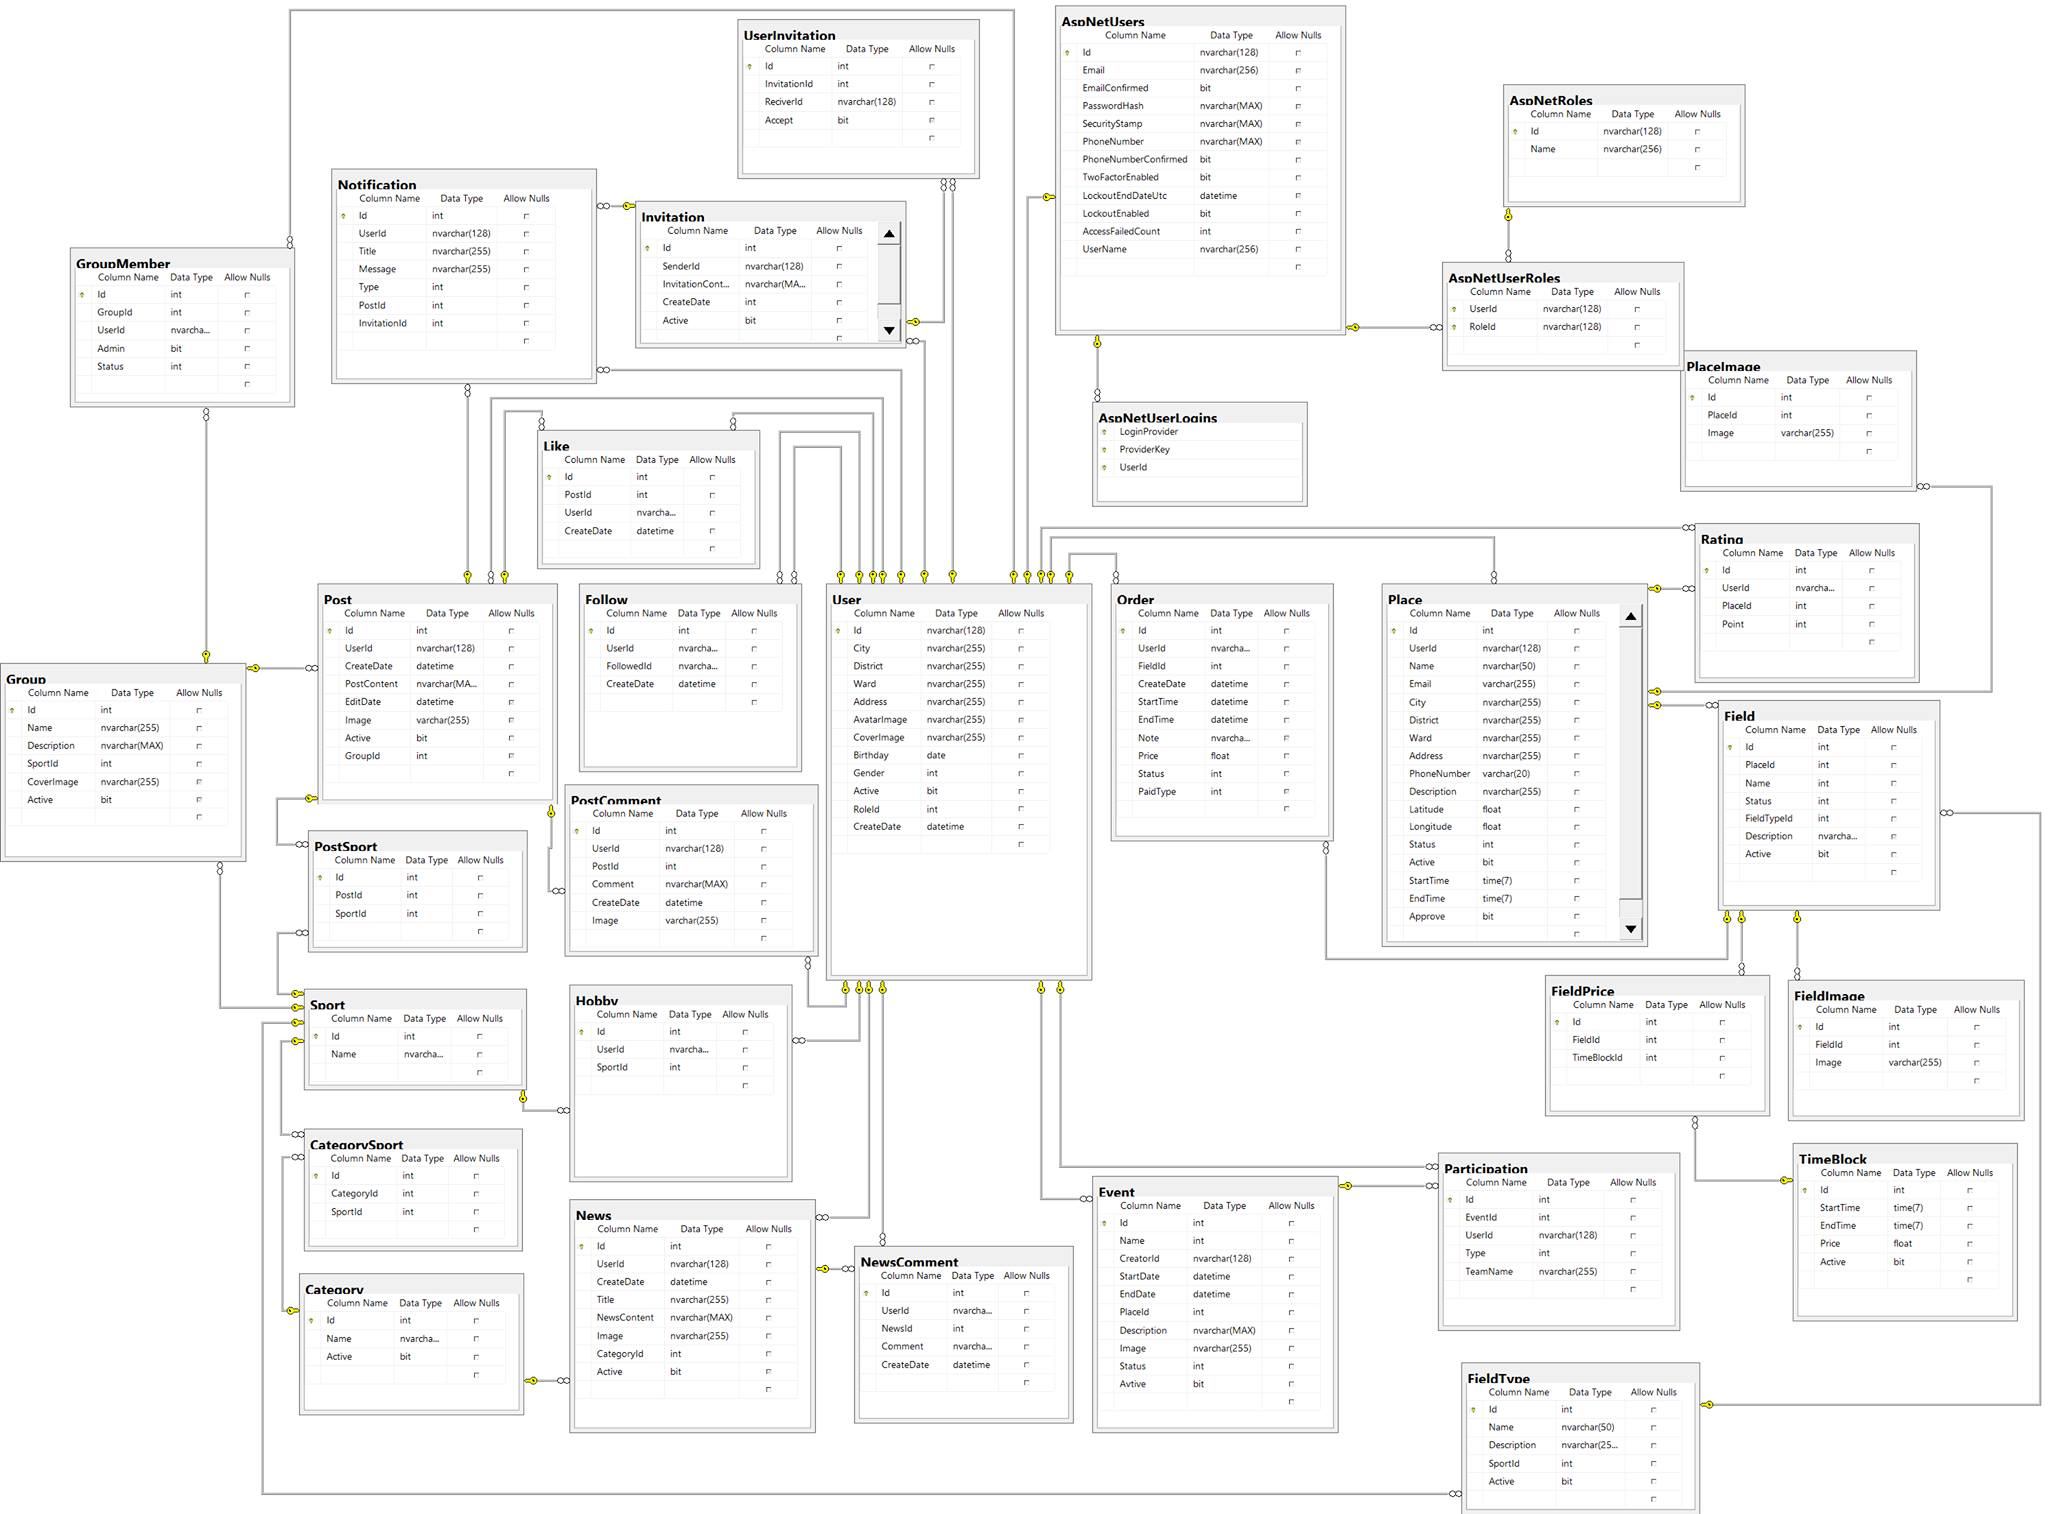 UserInvitation
Column Name Data Type Allow Nulls
Id int
InvitationId int
ReciverId nvarchar(128)
Accept bit
AspNetUsers
Column Name Data Type Allow Nulls
Id nvarchar(128)
Email nvarchar(256)
EmailConfirmed bit
PasswordHash nvarchar(MAX)
SecurityStamp nvarchar(MAX)
PhoneNumber nvarchar(MAX)
PhoneNumberConfirmed bit
TwoFactorEnabled bit
LockoutEndDateUtc datetime
LockoutEnabled bit
AccessFailedCount int
UserName nvarchar(256)
AspNetRoles
Column Name Data Type Allow Nulls
Id nvarchar(128)
Name nvarchar(256)
Notification
Column Name Data Type Allow Nulls
Id int
UserId nvarchar(128)
Title nvarchar(255)
Message nvarchar(255)
Type int
PostId int
InvitationId int
Invitation
Column Name Data Type Allow Nulls
Id int
SenderId nvarchar(128)
InvitationCont... nvarchar(MA...
CreateDate int
Active bit
GroupMember
Column Name Data Type Allow Nulls
Id int
GroupId int
UserId nvarcha...
Admin bit
Status int
AspNetUserRoles
Column Name Data Type Allow Nulls
UserId nvarchar(128)
RoleId nvarchar(128)
PlaceImage
Column Name Data Type Allow Nulls
Id int
PlaceId int
Image varchar(255)
AspNetUserLogins
LoginProvider
ProviderKey
UserId
Like
Column Name Data Type Allow Nulls
Id int
PostId int
UserId nvarcha...
CreateDate datetime
Rating
Column Name Data Type Allow Nulls
Id int
UserId nvarcha...
PlaceId int
Point int
Post
Column Name Data Type Allow Nulls
Id int
UserId nvarchar(128)
CreateDate datetime
PostContent nvarchar(MA...
EditDate datetime
Image varchar(255)
Active bit
GroupId int
Follow
Column Name Data Type Allow Nulls
Id int
UserId nvarcha...
FollowedId nvarcha...
CreateDate datetime
User
Column Name Data Type Allow Nulls
Id nvarchar(128)
City nvarchar(255)
District nvarchar(255)
Ward nvarchar(255)
Address nvarchar(255)
AvatarImage nvarchar(255)
CoverImage nvarchar(255)
Birthday date
Gender int
Active bit
RoleId int
CreateDate datetime
Order
Column Name Data Type Allow Nulls
Id int
UserId nvarcha...
FieldId int
CreateDate datetime
StartTime datetime
EndTime datetime
Note nvarcha...
Price float
Status int
PaidType int
Place
Column Name Data Type Allow Nulls
Id int
UserId nvarchar(128)
Name nvarchar(50)
Email varchar(255)
City nvarchar(255)
District nvarchar(255)
Ward nvarchar(255)
Address nvarchar(255)
PhoneNumber varchar(20)
Description nvarchar(255)
Latitude float
Longitude float
Status int
Active bit
StartTime time(7)
EndTime time(7)
Approve bit
Group
Column Name Data Type Allow Nulls
Id int
Name nvarchar(255)
Description nvarchar(MAX)
SportId int
CoverImage nvarchar(255)
Active bit
Field
Column Name Data Type Allow Nulls
Id int
PlaceId int
Name int
Status int
FieldTypeId int
Description nvarcha...
Active bit
PostComment
Column Name Data Type Allow Nulls
Id int
UserId nvarchar(128)
PostId int
Comment nvarchar(MAX)
CreateDate datetime
Image varchar(255)
PostSport
Column Name Data Type Allow Nulls
Id int
PostId int
SportId int
Sport
Column Name Data Type Allow Nulls
Id int
Name nvarcha...
Hobby
Column Name Data Type Allow Nulls
Id int
UserId nvarcha...
SportId int
FieldPrice
Column Name Data Type Allow Nulls
Id int
FieldId int
TimeBlockId int
FieldImage
Column Name Data Type Allow Nulls
Id int
FieldId int
Image varchar(255)
CategorySport
Column Name Data Type Allow Nulls
Id int
CategoryId int
SportId int
Category
Column Name Data Type Allow Nulls
Id int
Name nvarcha...
Active bit
News
Column Name Data Type Allow Nulls
Id int
UserId nvarchar(128)
CreateDate datetime
Title nvarchar(255)
NewsContent nvarchar(MAX)
Image nvarchar(255)
CategoryId int
Active bit
NewsComment
Column Name Data Type Allow Nulls
Id int
UserId nvarcha...
NewsId int
Comment nvarcha...
CreateDate datetime
Event
Column Name Data Type Allow Nulls
Id int
Name int
CreatorId nvarchar(128)
StartDate datetime
EndDate datetime
PlaceId int
Description nvarchar(MAX)
Image nvarchar(255)
Status int
Avtive bit
Participation
Column Name Data Type Allow Nulls
Id int
EventId int
UserId nvarchar(128)
Type int
TeamName nvarchar(255)
TimeBlock
Column Name Data Type Allow Nulls
Id int
StartTime time(7)
EndTime time(7)
Price float
Active bit
FieldType
Column Name Data Type Allow Nulls
Id int
Name nvarchar(50)
Description nvarchar(25...
SportId int
Active bit